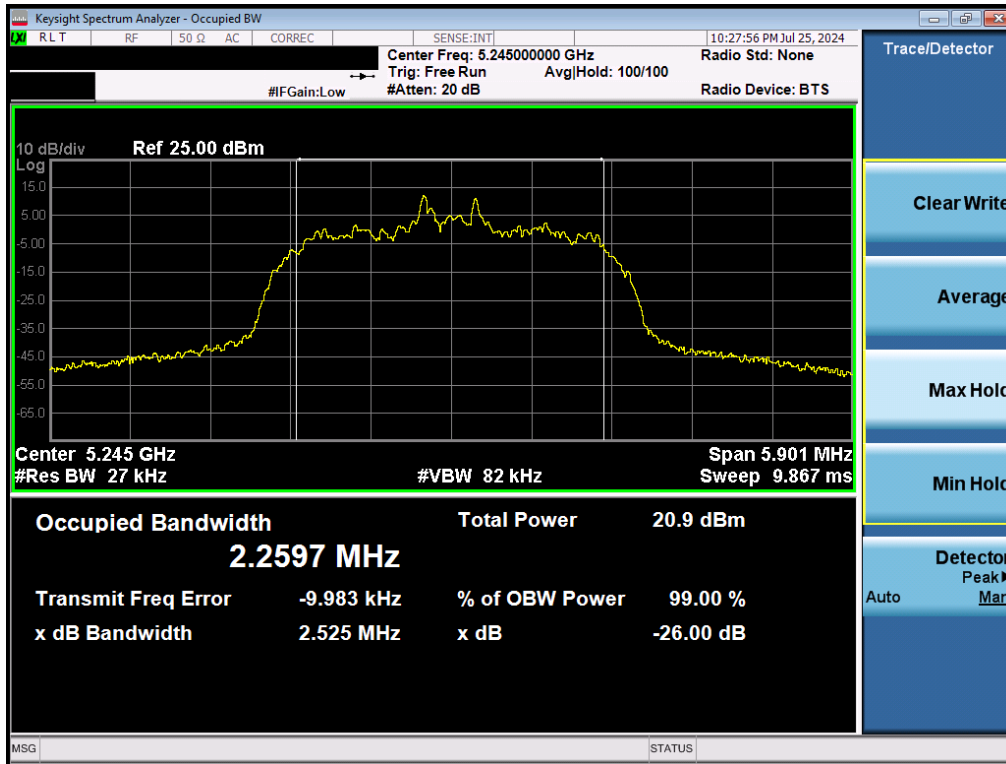 Keysight Spectrum Analyzer - Occupied BW
LXI RLT RF 50 Ω AC CORREC SENSE:INT 10:27:56 PM Jul 25, 2024
Center Freq: 5.245000000 GHz Radio Std: None
Trig: Free Run Avg|Hold: 100/100
#IFGain:Low #Atten: 20 dB Radio Device: BTS
Trace/Detector
10 dB/div Ref 25.00 dBm
Log
15.0
5.00
-5.00
-15.0
-25.0
-35.0
-45.0
-55.0
-65.0
Center 5.245 GHz Span 5.901 MHz
#Res BW 27 kHz #VBW 82 kHz Sweep 9.867 ms
Occupied Bandwidth Total Power 20.9 dBm
2.2597 MHz
Transmit Freq Error -9.983 kHz % of OBW Power 99.00 %
x dB Bandwidth 2.525 MHz x dB -26.00 dB
Clear Write
Average
Max Hold
Min Hold
Detector
Peak
Auto Man
MSG STATUS